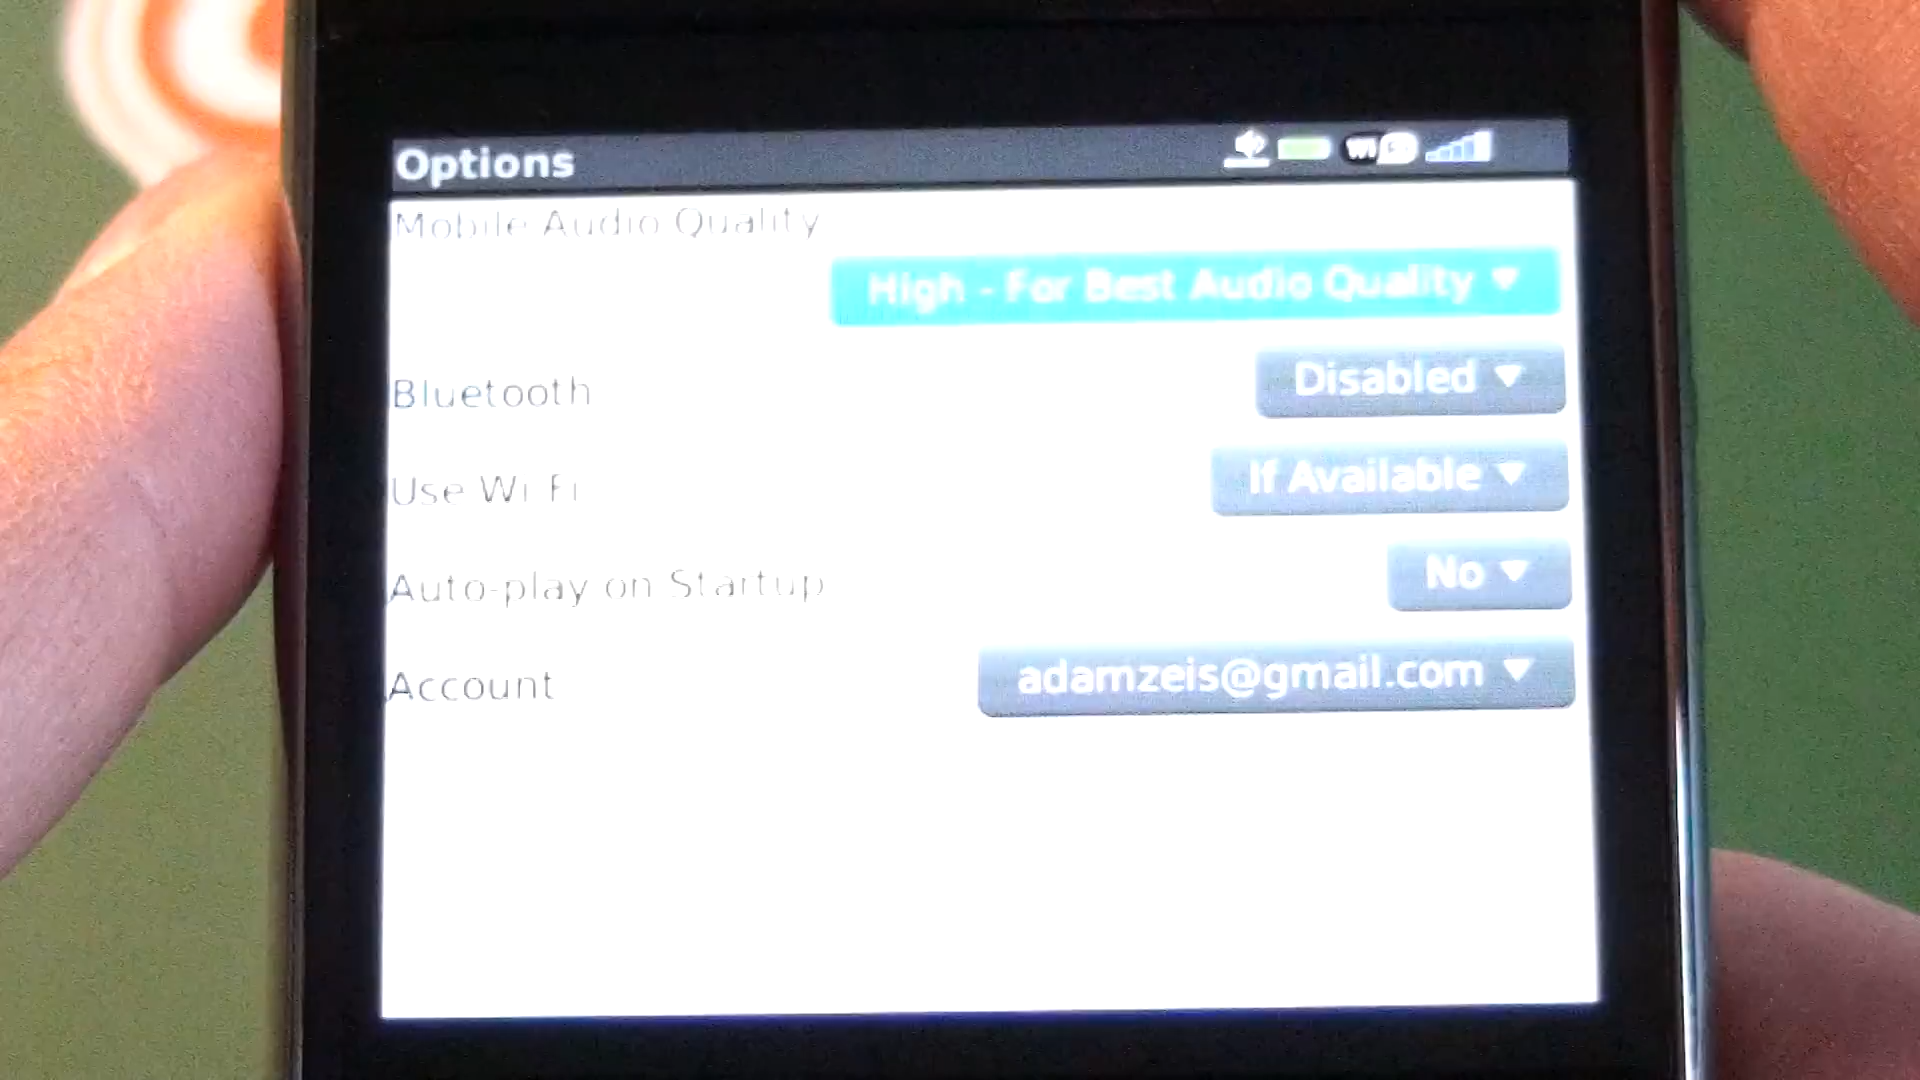 Options
Mobile Audio Quality
High - For Best Audio Quality
Bluetooth Disabled
Use Wi Fi If Available
Auto-play on Startup No
Account adamzeis@gmail.com